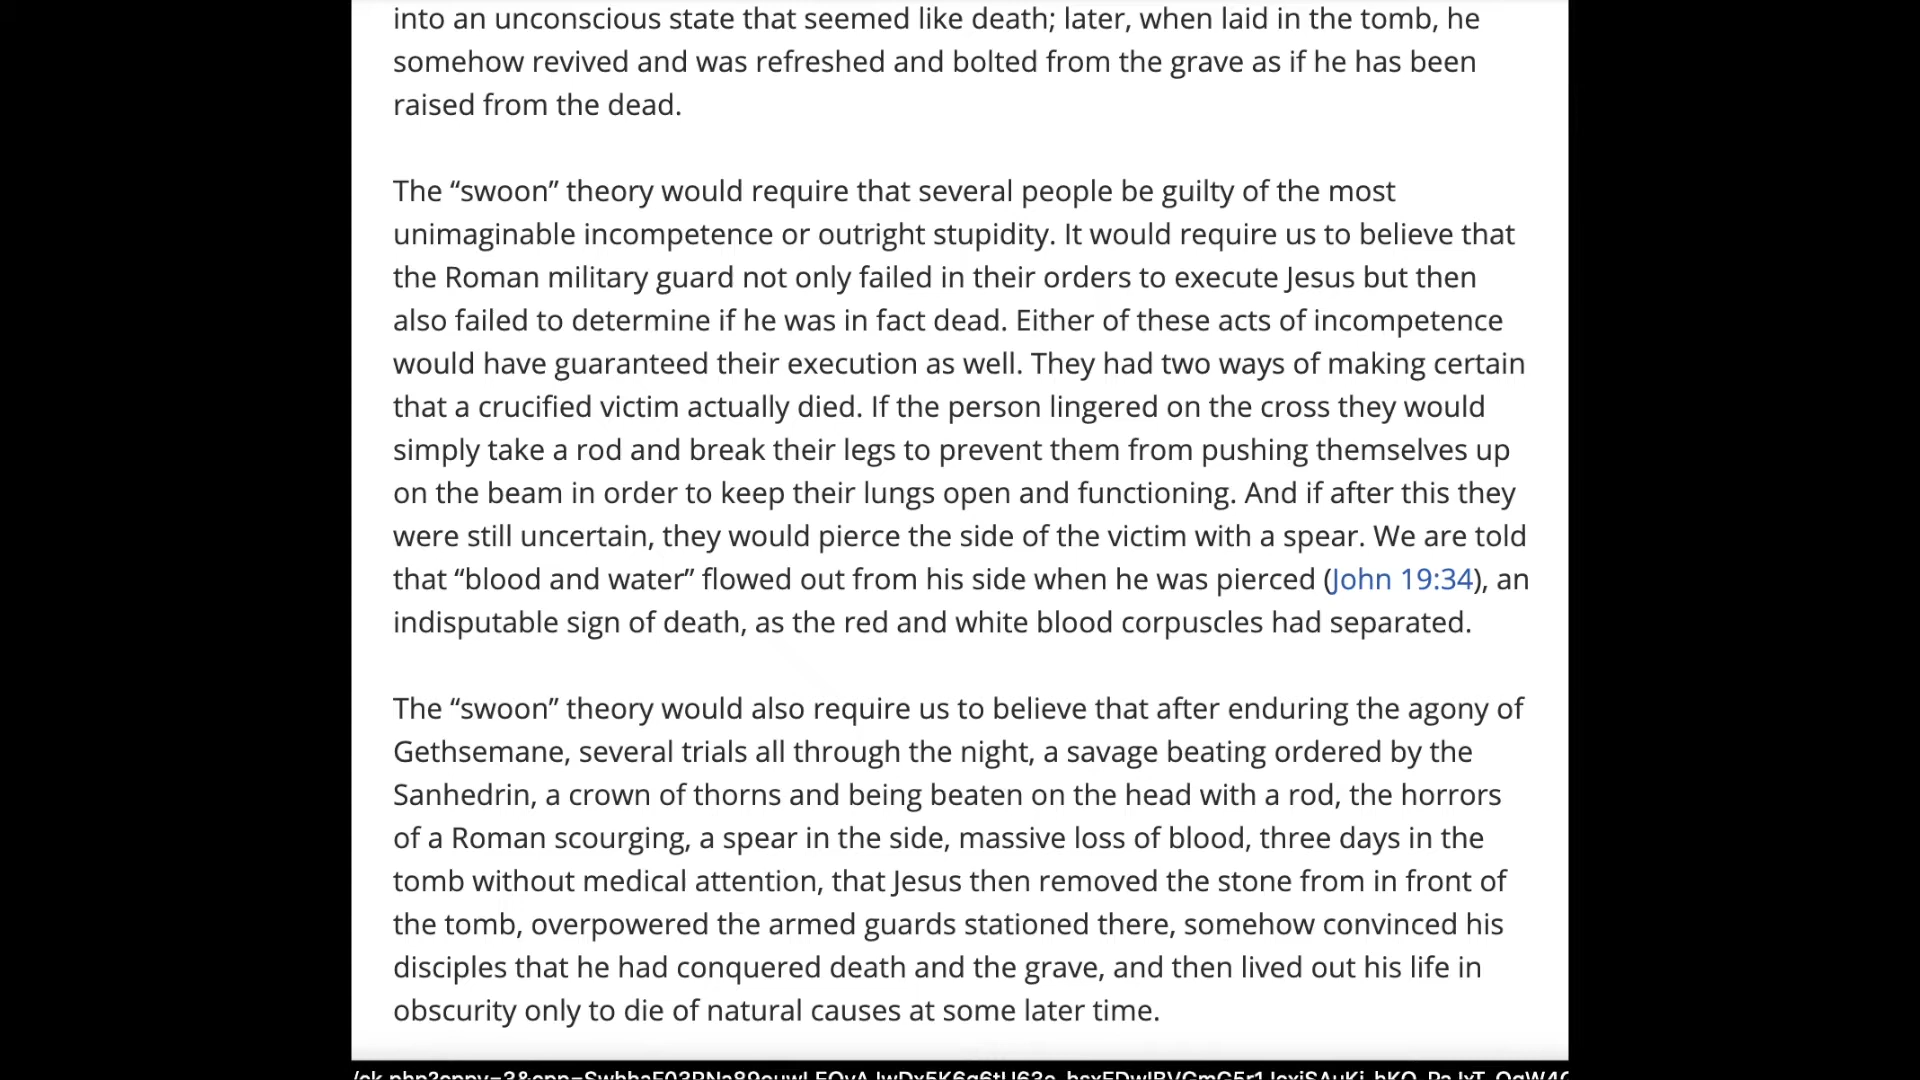 into an unconscious state that seemed like death; later, when laid in the tomb, he
somehow revived and was refreshed and bolted from the grave as if he has been
raised from the dead.
The “swoon” theory would require that several people be guilty of the most
unimaginable incompetence or outright stupidity. It would require us to believe that
the Roman military guard not only failed in their orders to execute Jesus but then
also failed to determine if he was in fact dead. Either of these acts of incompetence
would have guaranteed their execution as well. They had two ways of making certain
that a crucified victim actually died. If the person lingered on the cross they would
simply take a rod and break their legs to prevent them from pushing themselves up
on the beam in order to keep their lungs open and functioning. And if after this they
were still uncertain, they would pierce the side of the victim with a spear. We are told
that “blood and water” flowed out from his side when he was pierced (John 19:34), an
indisputable sign of death, as the red and white blood corpuscles had separated.
The “swoon” theory would also require us to believe that after enduring the agony of
Gethsemane, several trials all through the night, a savage beating ordered by the
Sanhedrin, a crown of thorns and being beaten on the head with a rod, the horrors
of a Roman scourging, a spear in the side, massive loss of blood, three days in the
tomb without medical attention, that Jesus then removed the stone from in front of
the tomb, overpowered the armed guards stationed there, somehow convinced his
disciples that he had conquered death and the grave, and then lived out his life in
obscurity only to die of natural causes at some later time.